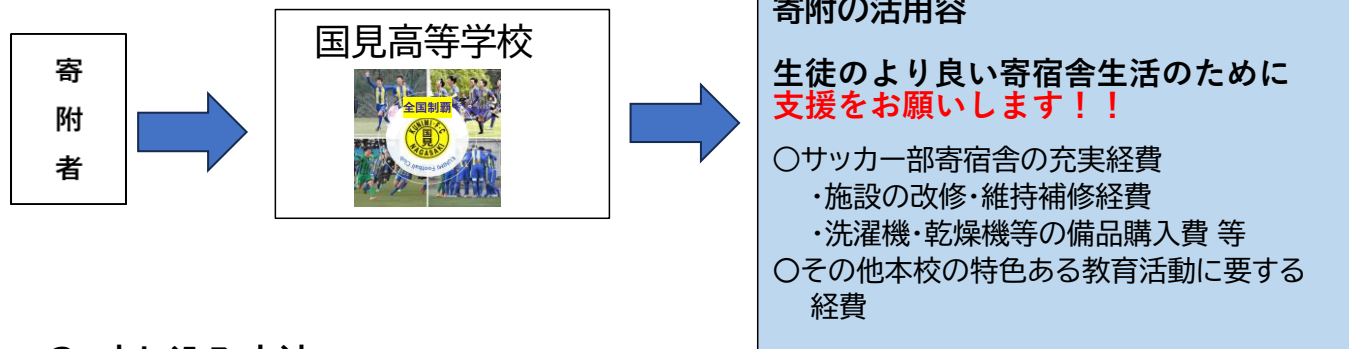 寄附者
国見高等学校
全国制覇
KUNIMI F.C
国見
NAGASAKI
KUNIMI Football Club
寄附の活用容
生徒のより良い寄宿舎生活のために
支援をお願いします！！
〇サッカー部寄宿舎の充実経費
・施設の改修・維持補修経費
・洗濯機・乾燥機等の備品購入費 等
〇その他本校の特色ある教育活動に要する
経費